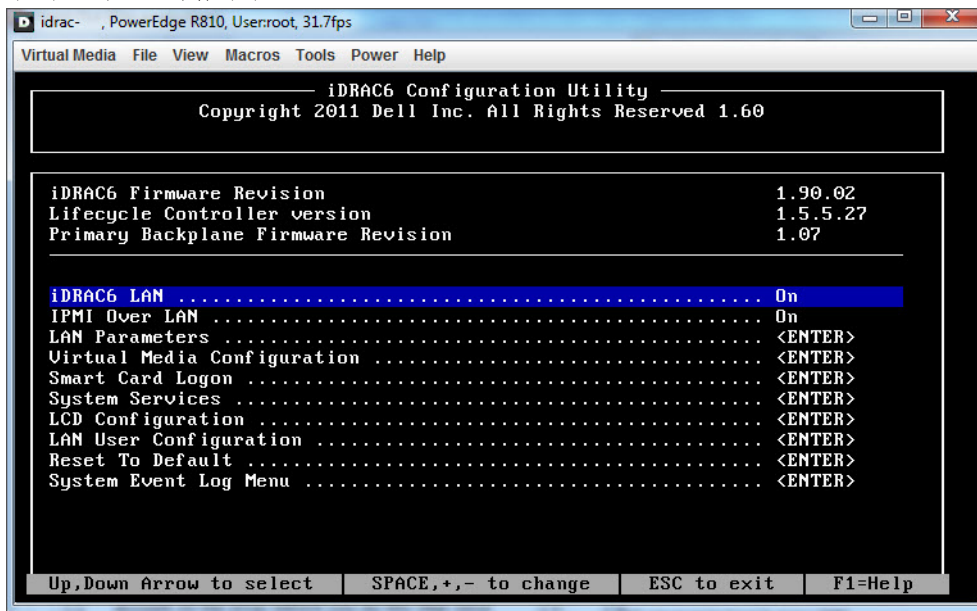 idrac- , PowerEdge R810, User:root, 31.7fps
Virtual Media File View Macros Tools Power Help
iDRAC6 Configuration Utility
Copyright 2011 Dell Inc. All Rights Reserved 1.60
iDRAC6 Firmware Revision 1.90.02
Lifecycle Controller version 1.5.5.27
Primary Backplane Firmware Revision 1.07
iDRAC6 LAN .................................................. On
IPMI Over LAN ............................................... On
LAN Parameters .............................................. <ENTER>
Virtual Media Configuration ................................. <ENTER>
Smart Card Logon ............................................ <ENTER>
System Services ............................................. <ENTER>
LCD Configuration ........................................... <ENTER>
LAN User Configuration ...................................... <ENTER>
Reset To Default ............................................ <ENTER>
System Event Log Menu ....................................... <ENTER>
Up,Down Arrow to select SPACE,+,- to change ESC to exit F1=Help